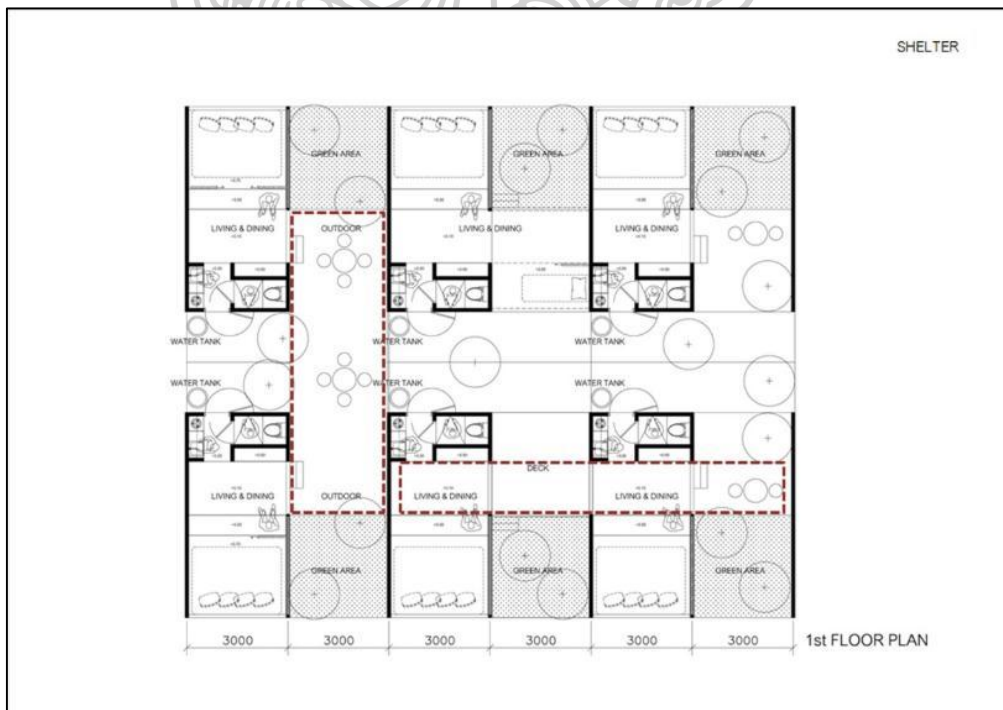 SHELTER
GREEN AREA GREEN AREA GREEN AREA
LIVING & DINING OUTDOOR LIVING & DINING LIVING & DINING
WATER TANK WATER TANK WATER TANK
WATER TANK WATER TANK WATER TANK
DECK
LIVING & DINING OUTDOOR LIVING & DINING LIVING & DINING
GREEN AREA GREEN AREA GREEN AREA
3000 3000 3000 3000 3000 3000 1st FLOOR PLAN